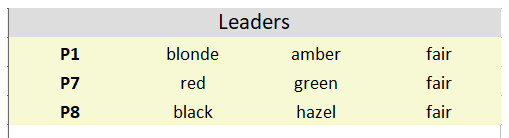 Leaders
P1 blonde amber fair
P7 red green fair
P8 black hazel fair